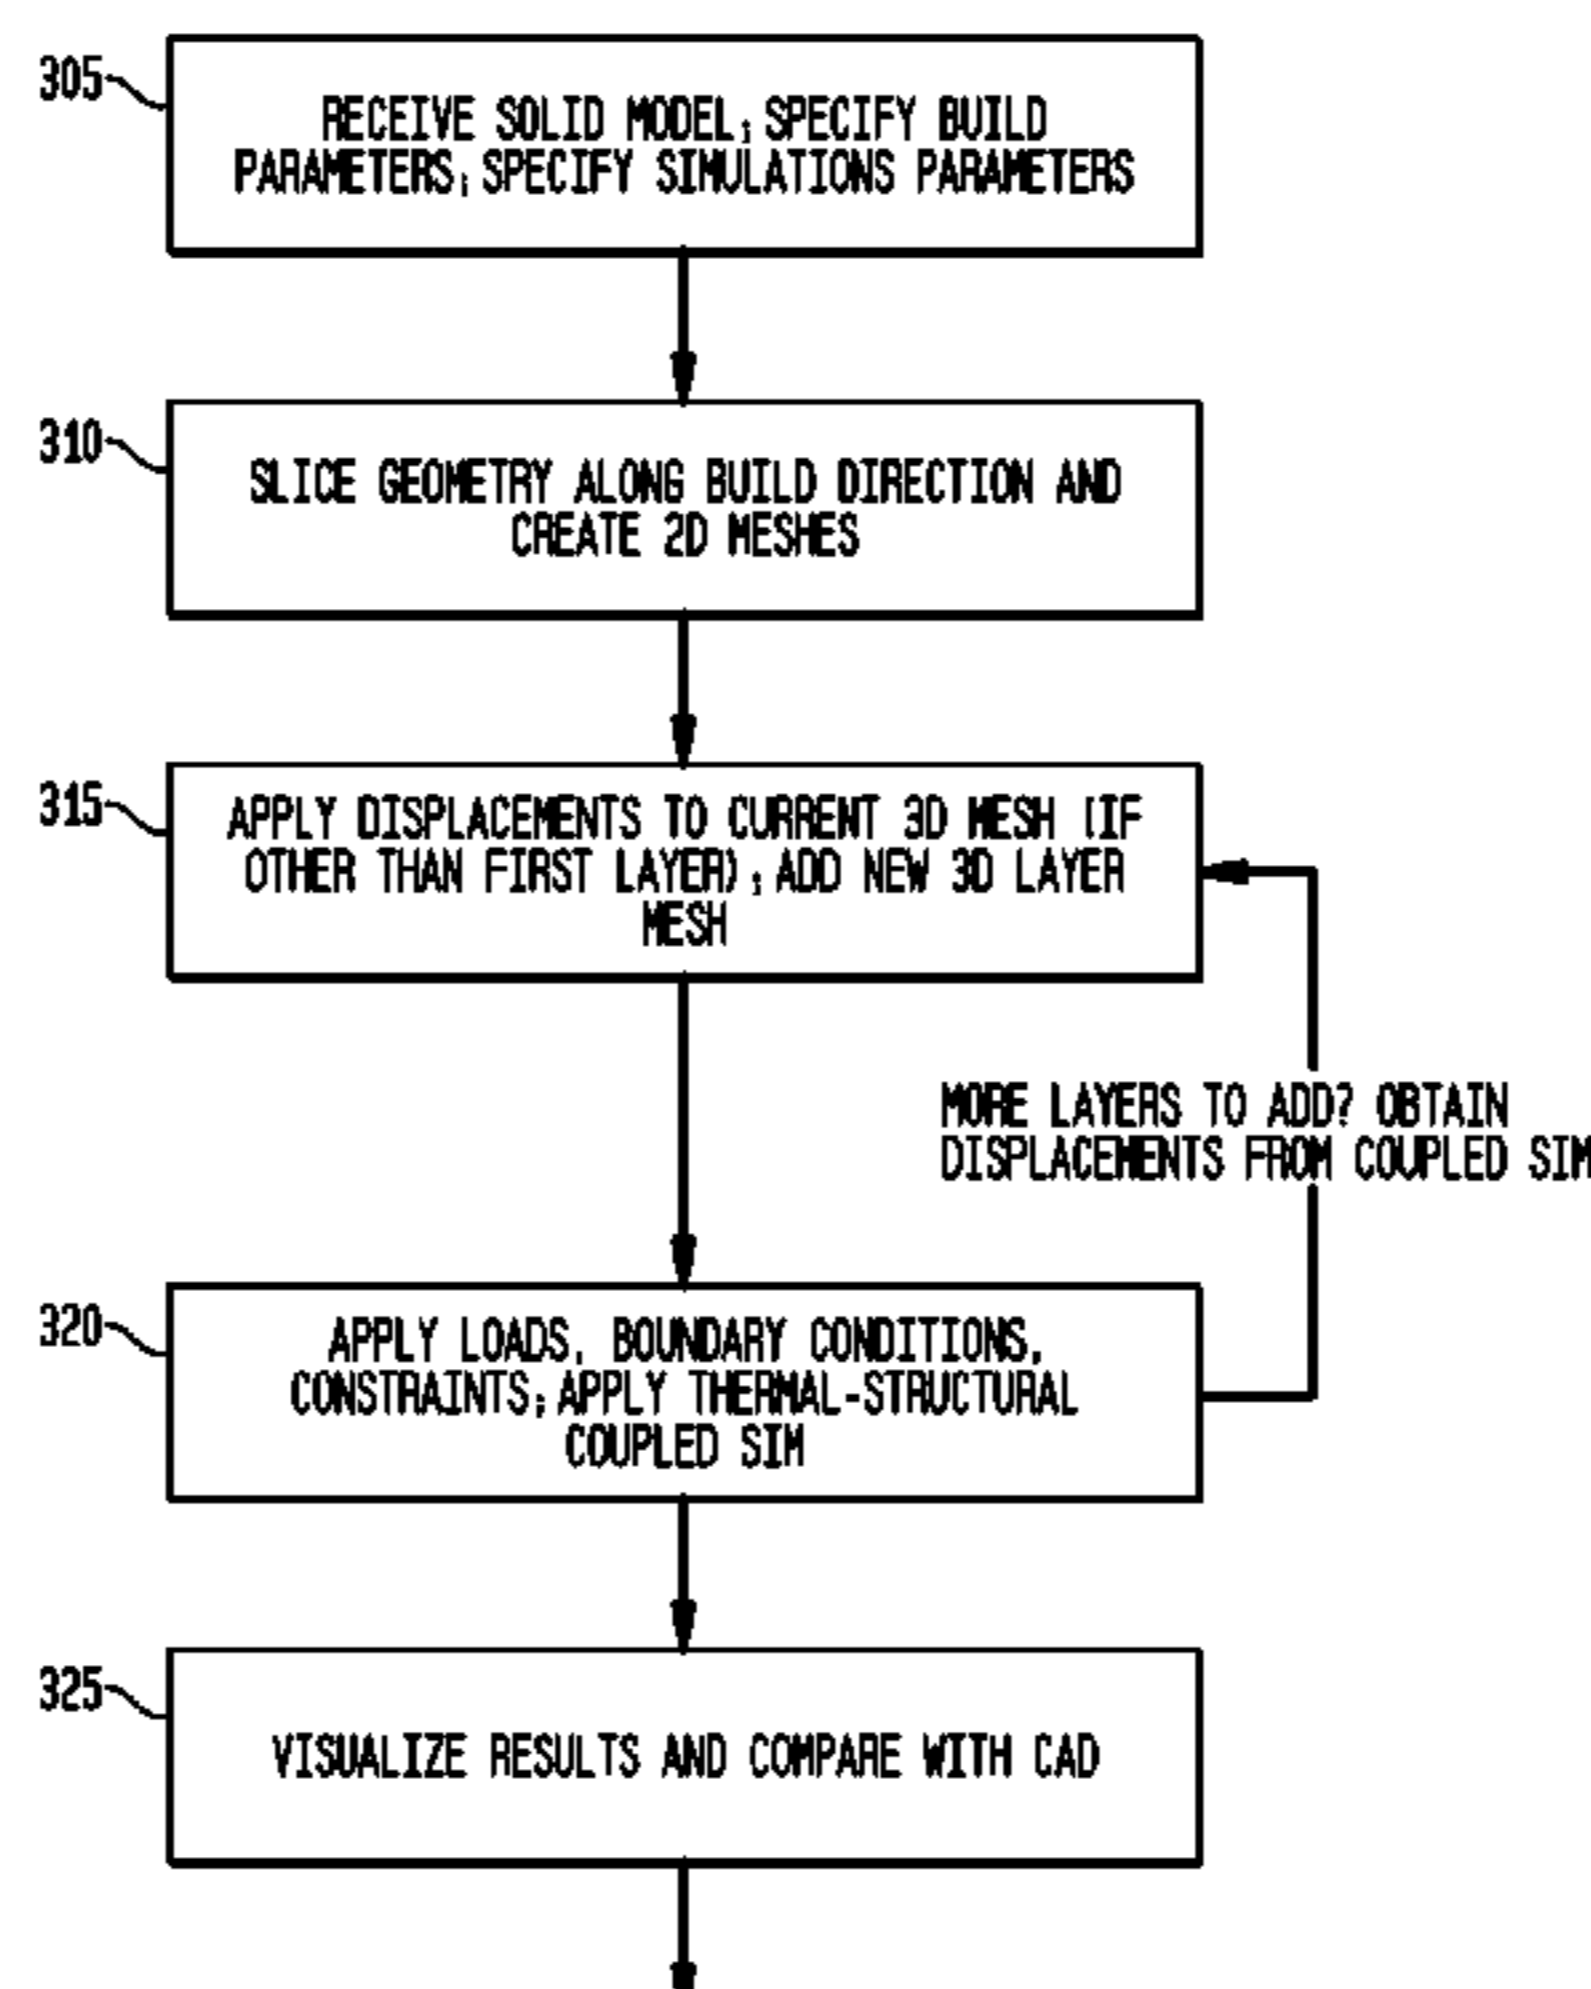 305
RECEIVE SOLID MODEL; SPECIFY BUILD
PARAMETERS; SPECIFY SIMULATIONS PARAMETERS
310
SLICE GEOMETRY ALONG BUILD DIRECTION AND
CREATE 2D MESHES
315
APPLY DISPLACEMENTS TO CURRENT 3D MESH (IF
OTHER THAN FIRST LAYER); ADD NEW 3D LAYER
MESH
MORE LAYERS TO ADD? OBTAIN
DISPLACEMENTS FROM COUPLED SIM
320
APPLY LOADS, BOUNDARY CONDITIONS,
CONSTRAINTS; APPLY THERMAL-STRUCTURAL
COUPLED SIM
325
VISUALIZE RESULTS AND COMPARE WITH CAD